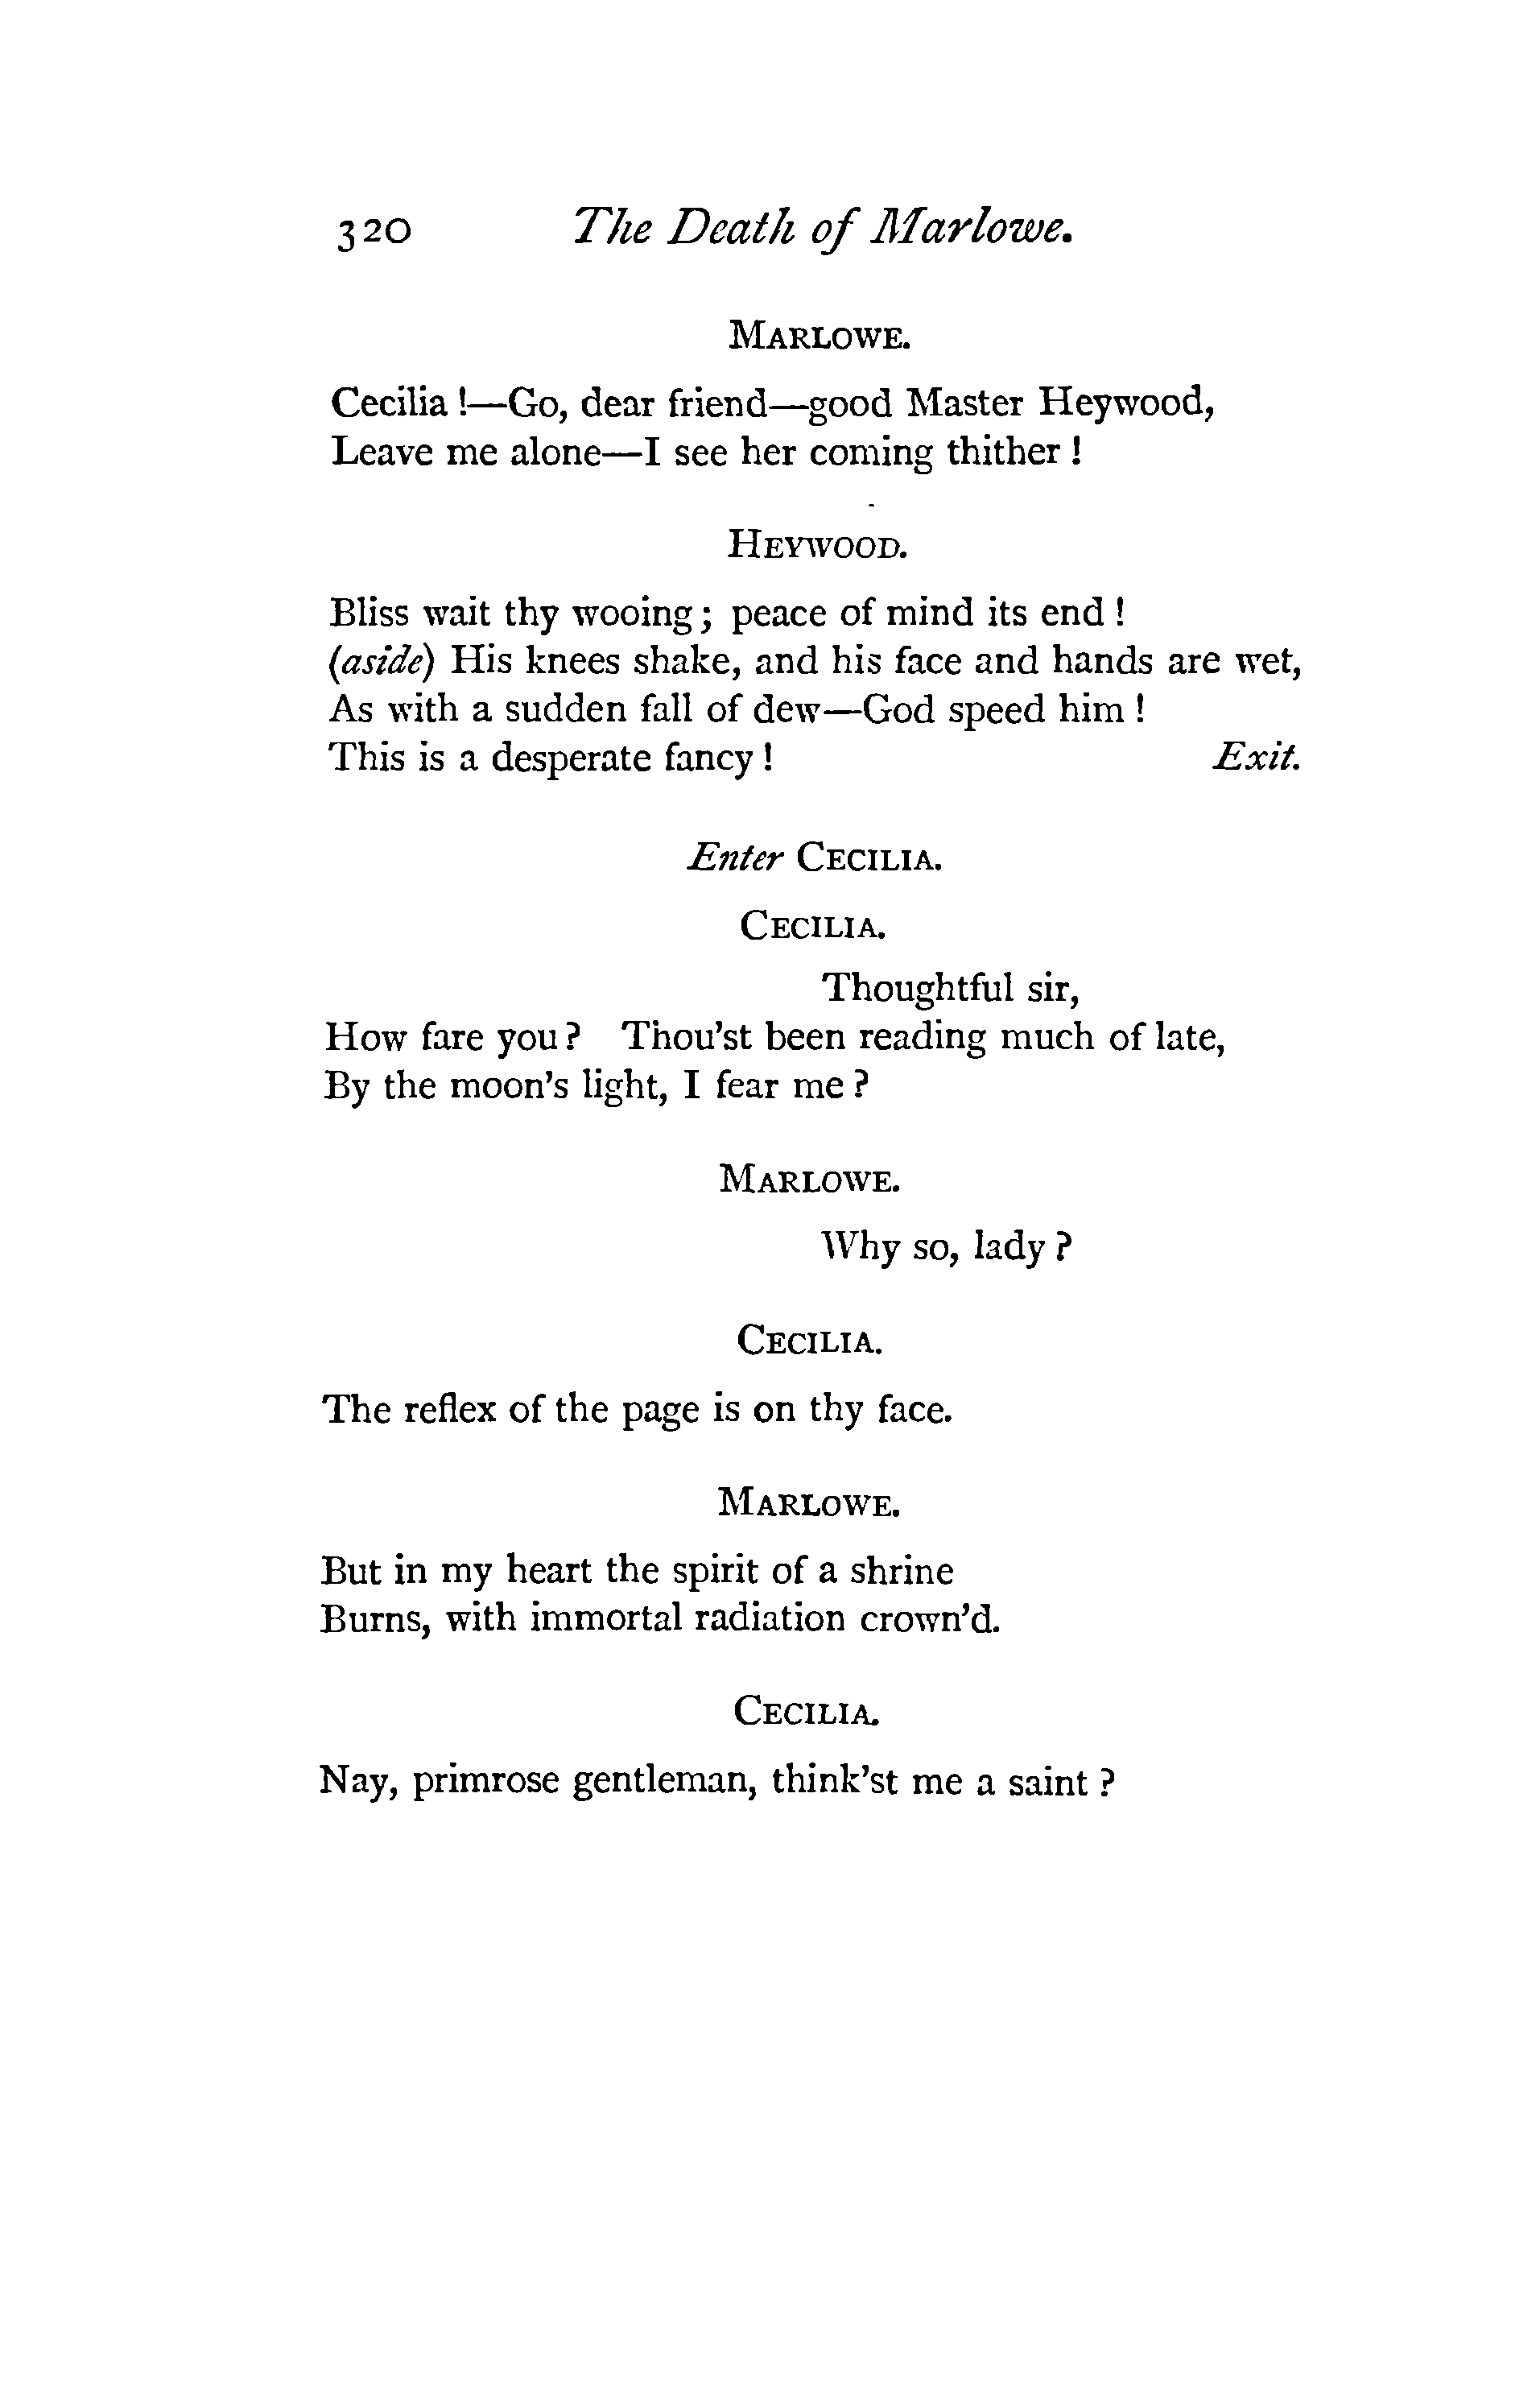 320 The Death of Marlowe.
MARLOWE.
Cecilia !—Go, dear friend—good Master Heywood,
Leave me alone—I see her coming thither !
HEYWOOD.
Bliss wait thy wooing ; peace of mind its end !
(aside) His knees shake, and his face and hands are wet,
As with a sudden fall of dew—God speed him !
This is a desperate fancy ! Exit.
Enter CECILIA.
CECILIA.
Thoughtful sir,
How fare you ? Thou'st been reading much of late,
By the moon's light, I fear me ?
MARLOWE.
Why so, lady ?
CECILIA.
The reflex of the page is on thy face.
MARLOWE.
But in my heart the spirit of a shrine
Burns, with immortal radiation crown'd.
CECILIA.
Nay, primrose gentleman, think'st me a saint ?